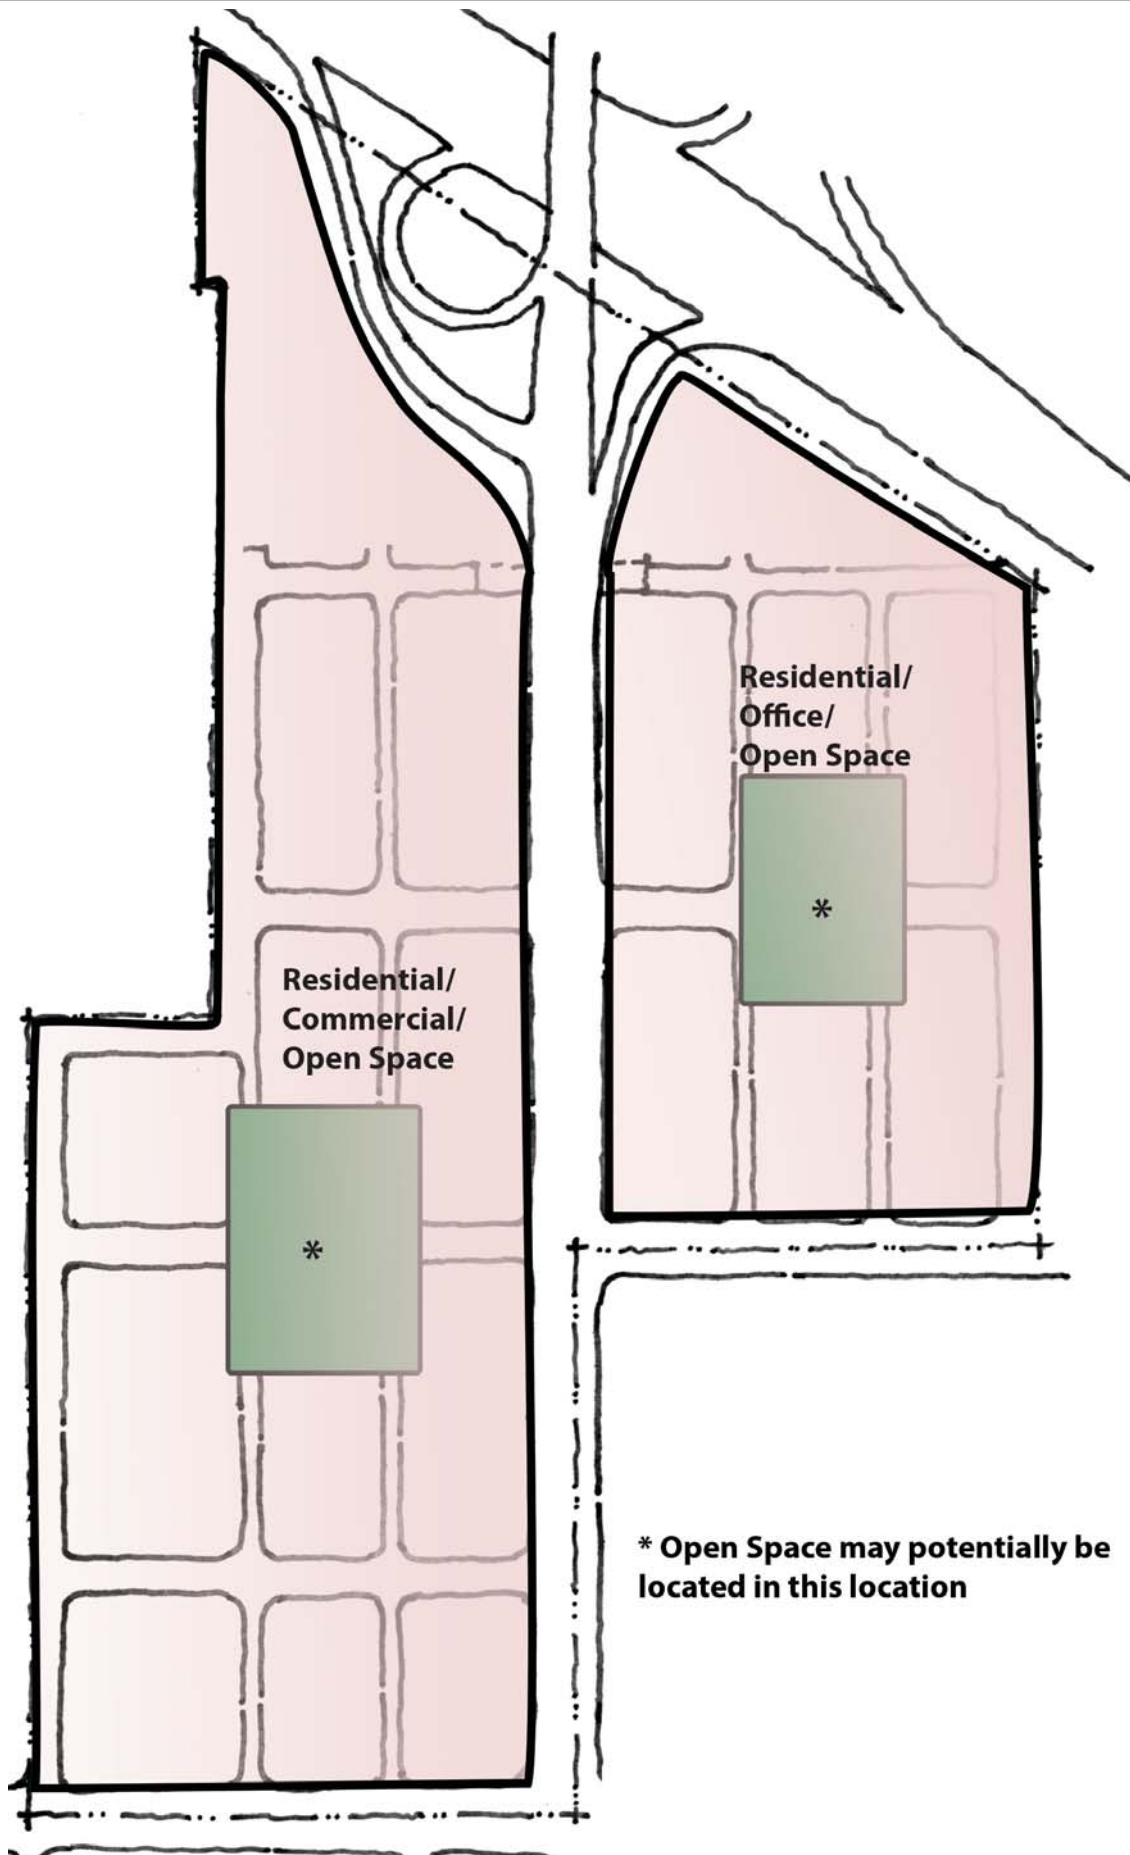 Residential/
Office/
Open Space
*
Residential/
Commercial/
Open Space
*
* Open Space may potentially be
located in this location